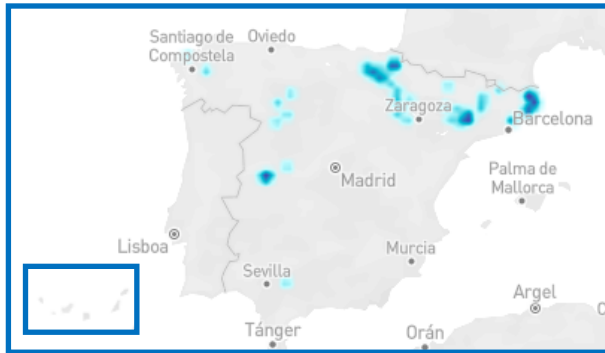 Santiago de
Compostela
Oviedo
Zaragoza
Barcelona
Madrid
Palma de
Mallorca
Lisboa
Murcia
Sevilla
Argel
Tánger
Orán
C